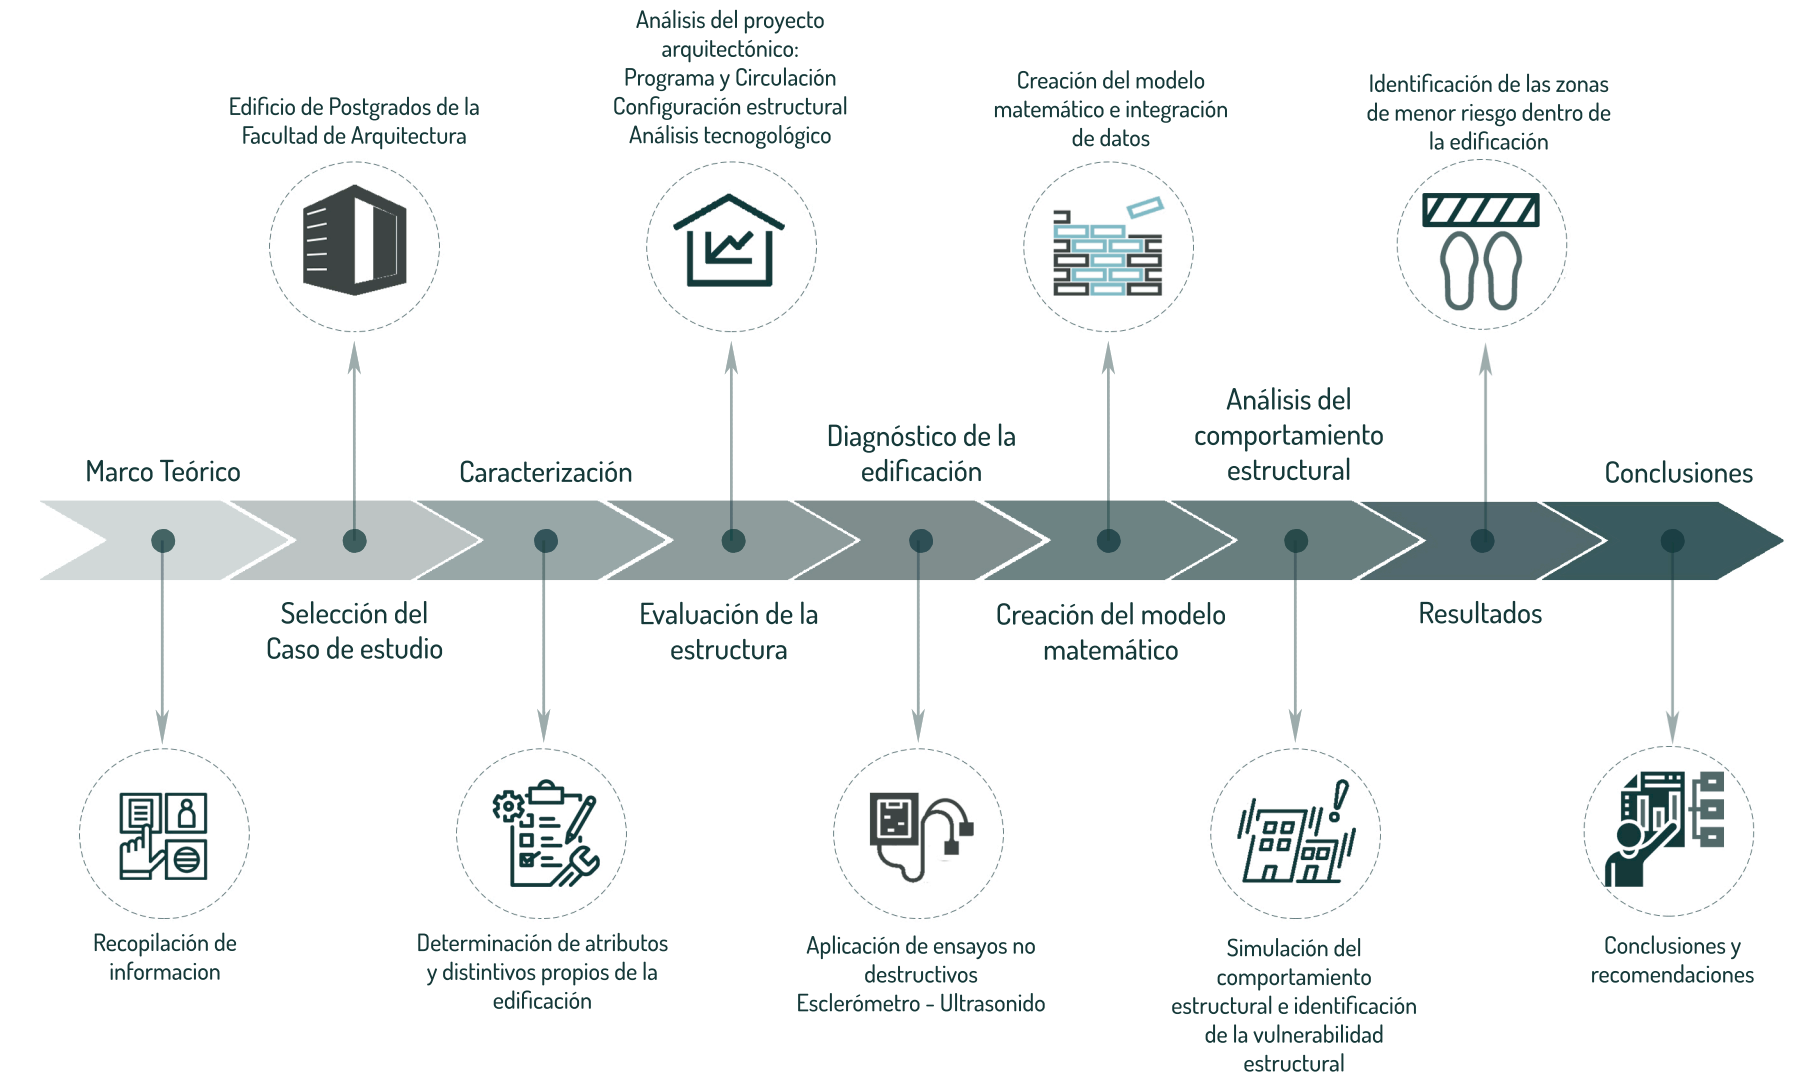 Análisis del proyecto
arquitectónico:
Programa y Circulación
Configuración estructural
Análisis tecnogológico
Edificio de Postgrados de la
Facultad de Arquitectura
Creación del modelo
matemático e integración
de datos
Identificación de las zonas
de menor riesgo dentro de
la edificación
Marco Teórico
Selección del
Caso de estudio
Caracterización
Evaluación de la
estructura
Diagnóstico de la
edificación
Creación del modelo
matemático
Análisis del
comportamiento
estructural
Resultados
Conclusiones
Recopilación de
informacion
Determinación de atributos
y distintivos propios de la
edificación
Aplicación de ensayos no
destructivos
Esclerómetro - Ultrasonido
Simulación del
comportamiento
estructural e identificación
de la vulnerabilidad
estructural
Conclusiones y
recomendaciones